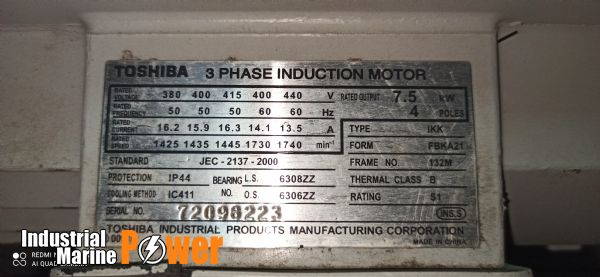 TOSHIBA 3 PHASE INDUCTION MOTOR
RATED VOLTAGE 380 400 415 400 440 V
RATED FREQUENCY 50 50 50 60 60 Hz
RATED CURRENT 16.2 15.9 16.3 14.1 13.5 A
RATED SPEED 1425 1435 1445 1730 1740 min⁻¹
RATED OUTPUT 7.5 kW
4 POLES
TYPE IKK
FORM FBKA21
FRAME NO. 132M
THERMAL CLASS B
RATING S1
STANDARD JEC-2137-2000
PROTECTION IP44 BEARING L.S. 6308ZZ
COOLING METHOD IC411 NO. O.S. 6306ZZ
SERIAL NO. 72098223
INS.S
TOSHIBA INDUSTRIAL PRODUCTS MANUFACTURING CORPORATION
MADE IN CHINA
Industrial
Marine Power
REDMI
AI QUAD